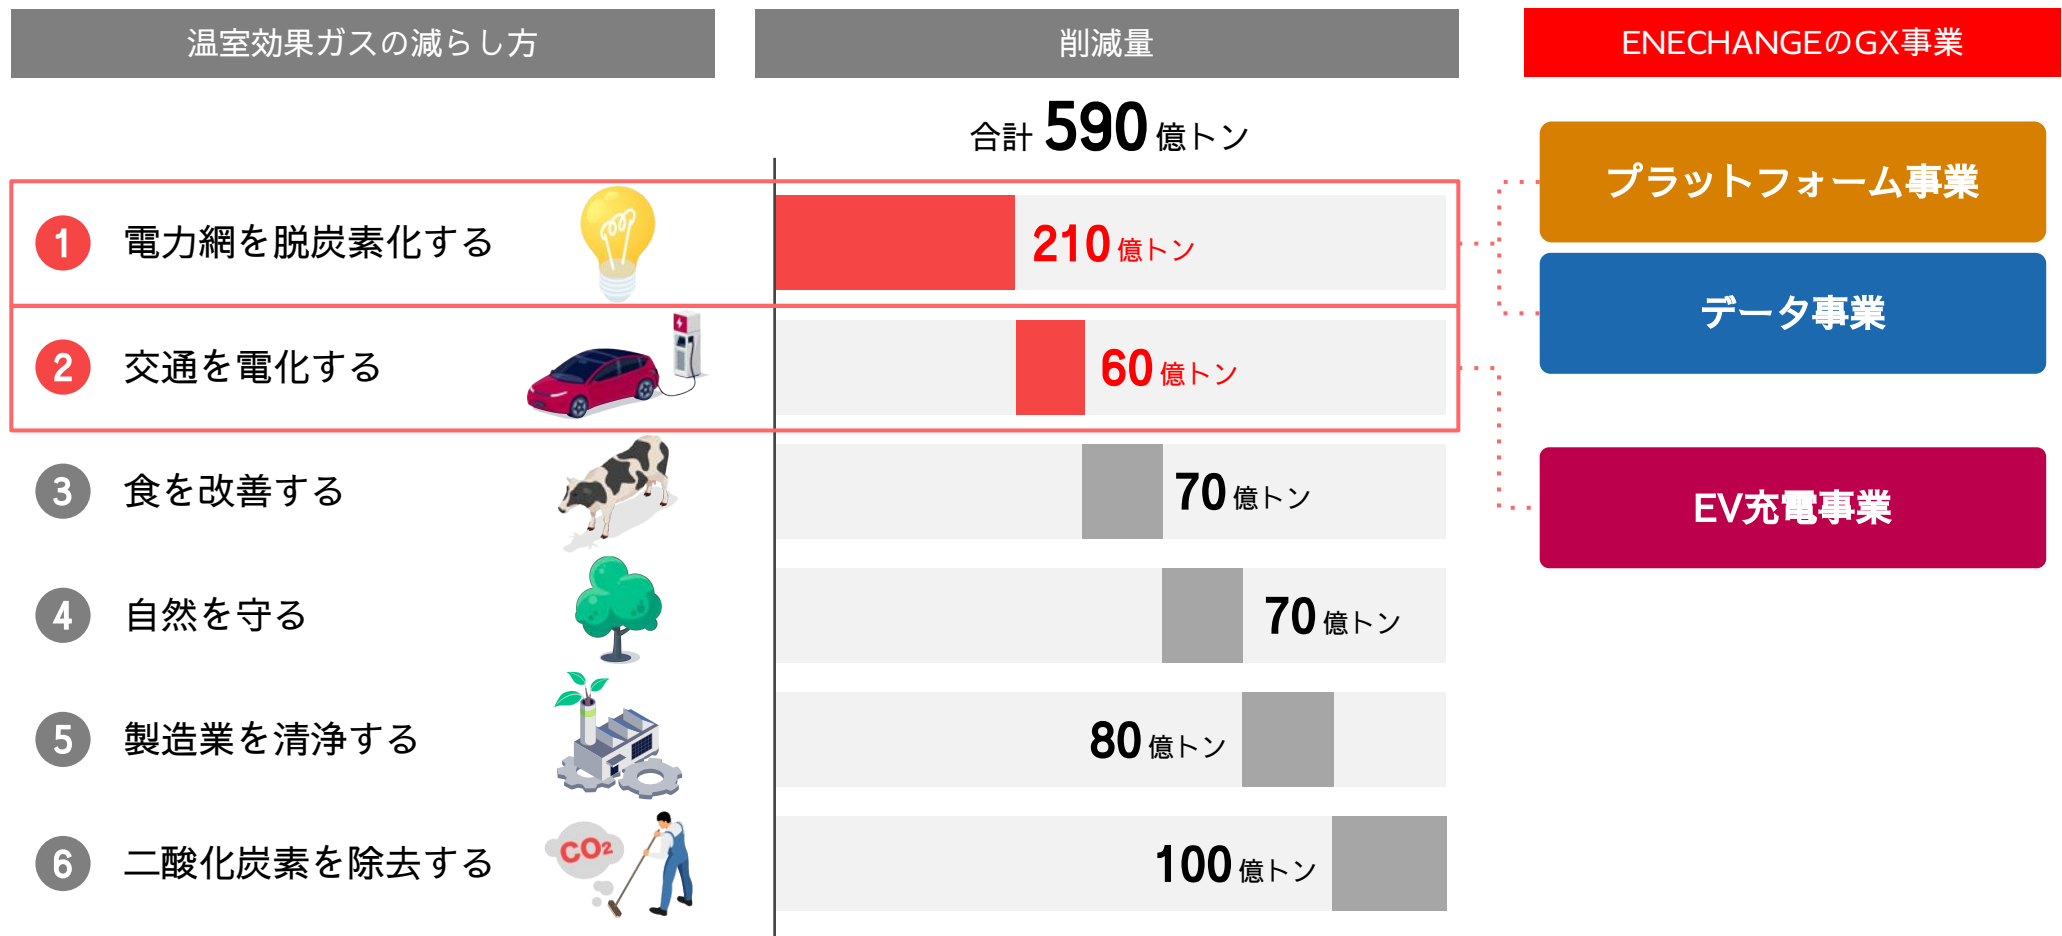 温室効果ガスの減らし方
削減量
ENECHANGEのGX事業
合計 590 億トン
1 電力網を脱炭素化する
210 億トン
2 交通を電化する
60 億トン
3 食を改善する
70 億トン
4 自然を守る
70 億トン
5 製造業を清浄する
80 億トン
6 二酸化炭素を除去する
CO2
100 億トン
プラットフォーム事業
データ事業
EV充電事業